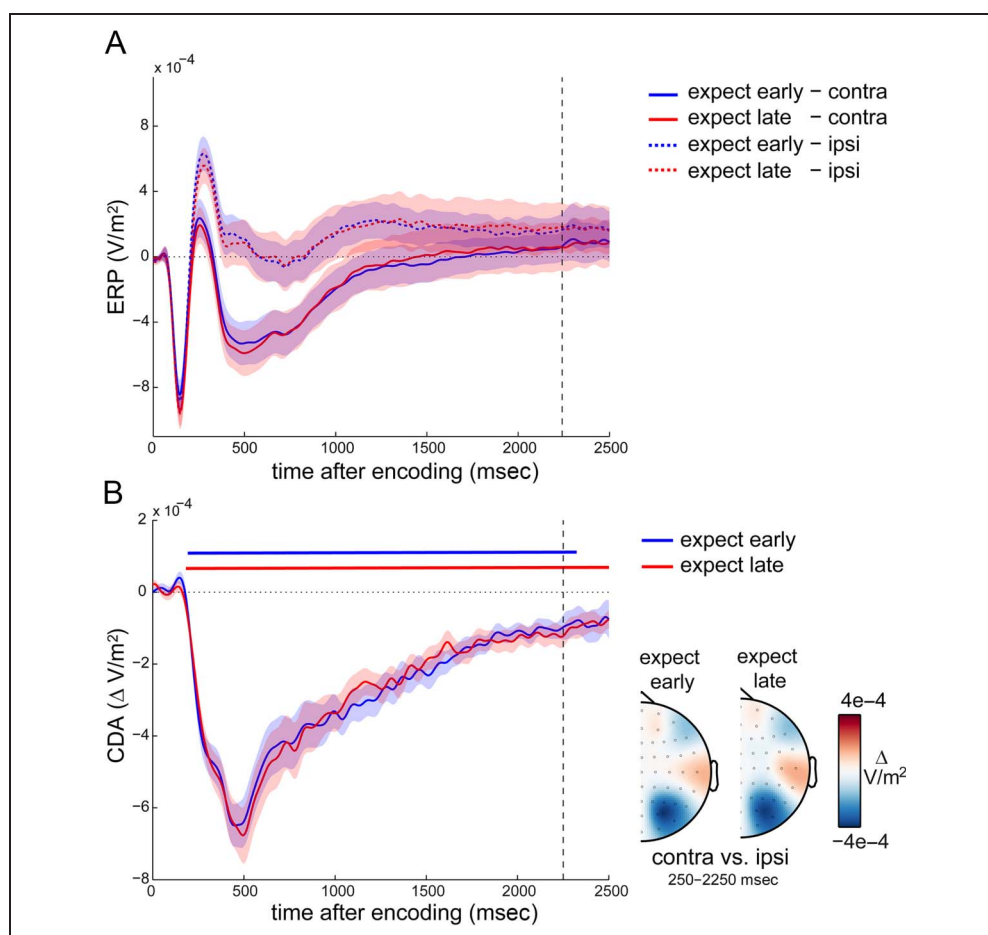 A
x 10⁻⁴
8
4
0
−4
−8
ERP (V/m²)
0 500 1000 1500 2000 2500
time after encoding (msec)
expect early − contra
expect late − contra
expect early − ipsi
expect late − ipsi
B
x 10⁻⁴
2
0
−2
−4
−6
−8
CDA (Δ V/m²)
0 500 1000 1500 2000 2500
time after encoding (msec)
expect early
expect late
expect
early
expect
late
4e−4
Δ
V/m²
−4e−4
contra vs. ipsi
250−2250 msec